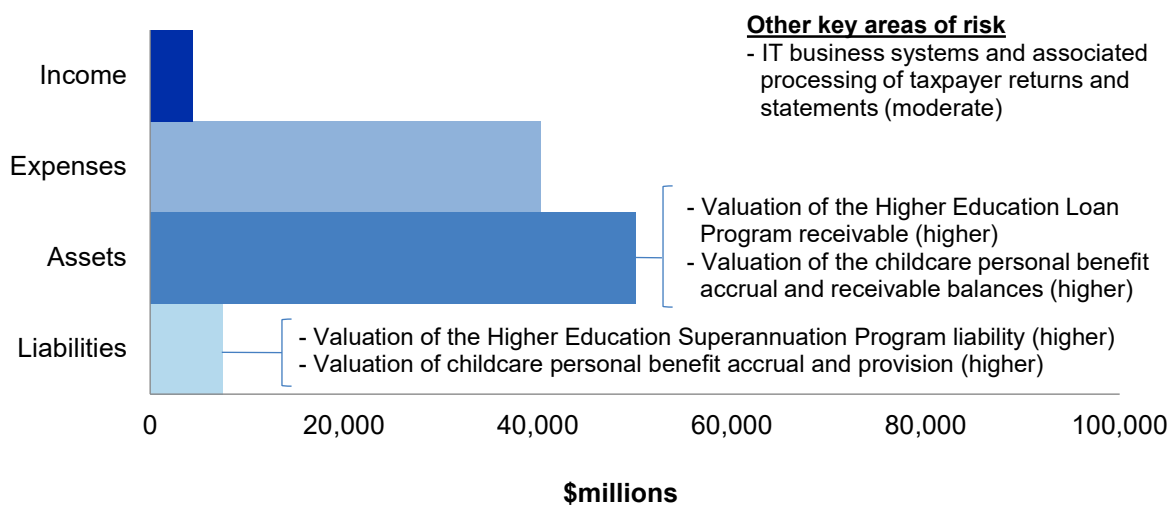 Other key areas of risk
- IT business systems and associated
processing of taxpayer returns and
statements (moderate)
Income
Expenses
Assets
Liabilities
- Valuation of the Higher Education Loan
Program receivable (higher)
- Valuation of the childcare personal benefit
accrual and receivable balances (higher)
- Valuation of the Higher Education Superannuation Program liability (higher)
- Valuation of childcare personal benefit accrual and provision (higher)
0 20,000 40,000 60,000 80,000 100,000
$millions